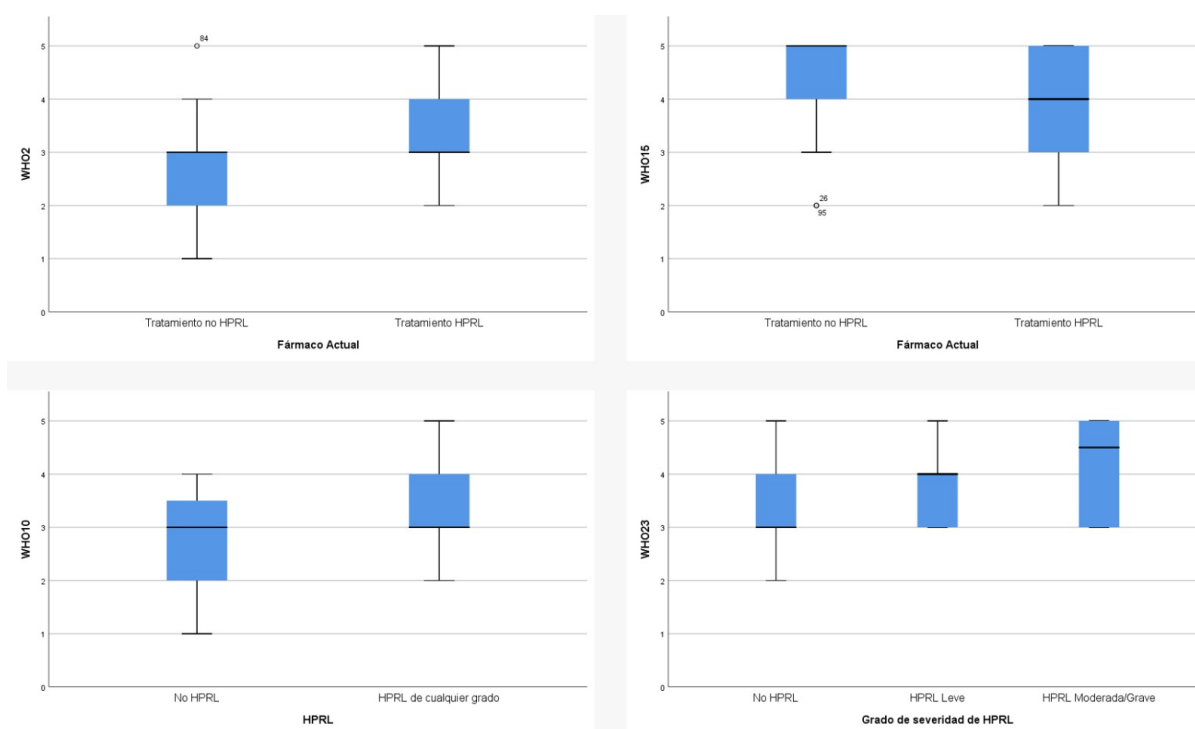 84
5
4
3
2
1
0
WHO2
Tratamiento no HPRL
Tratamiento HPRL
Fármaco Actual
5
4
3
2
1
0
WHO15
26
95
Tratamiento no HPRL
Tratamiento HPRL
Fármaco Actual
5
4
3
2
1
0
WHO10
No HPRL
HPRL de cualquier grado
HPRL
5
4
3
2
1
0
WHO23
No HPRL
HPRL Leve
HPRL Moderada/Grave
Grado de severidad de HPRL